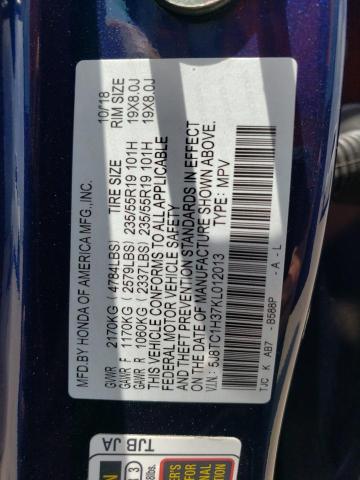 MFD.BY HONDA OF AMERICA MFG.,INC. 10/18
GVWR 2170KG (4784LBS) TIRE SIZE RIM SIZE
GAWR F 1170KG (2579LBS) 235/55R19 101H 19X8.0J
GAWR R 1060KG (2337LBS) 235/55R19 101H 19X8.0J
THIS VEHICLE CONFORMS TO ALL APPLICABLE
FEDERAL MOTOR VEHICLE SAFETY
AND THEFT PREVENTION STANDARDS IN EFFECT
ON THE DATE OF MANUFACTURE SHOWN ABOVE.
V.I.N.: 5J8TC1H37KL012013 TYPE: MPV
TJC K AB7 -B588P -A -L
TJB JA